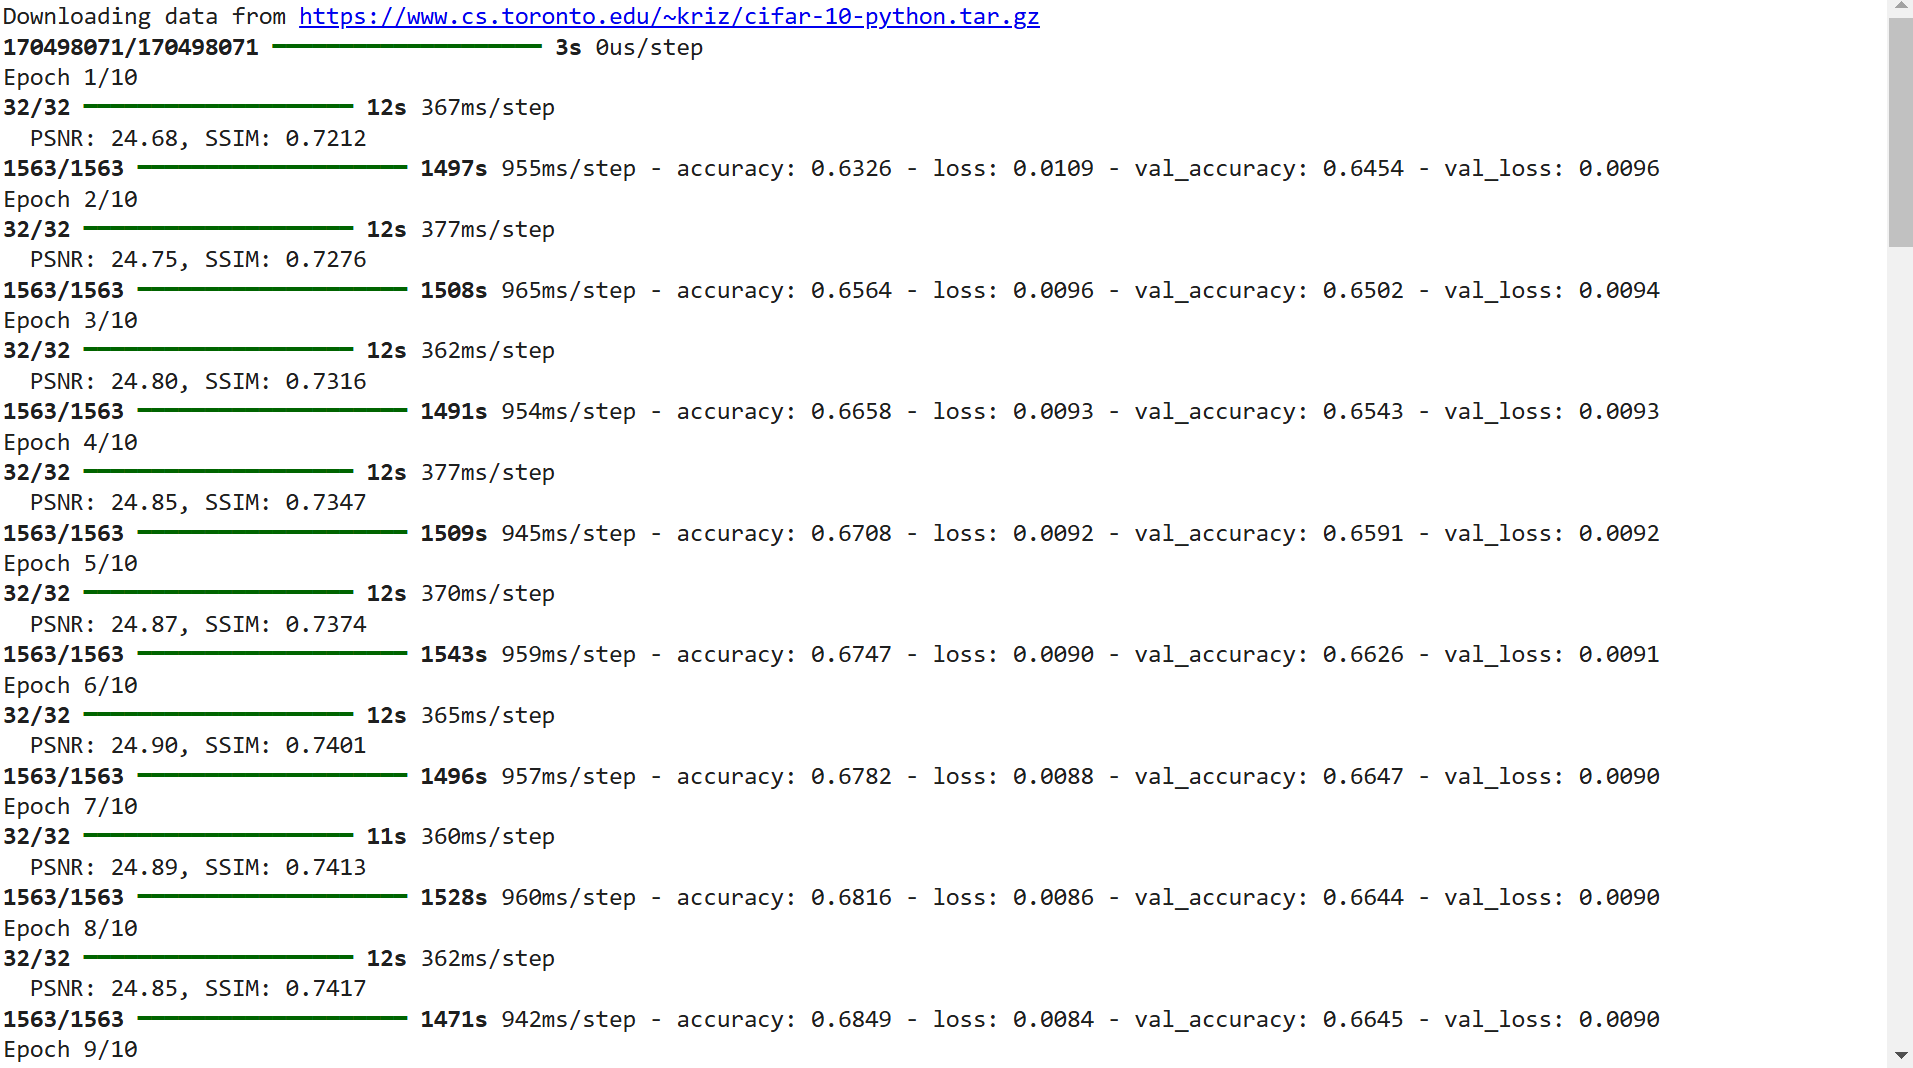 Downloading data from https://www.cs.toronto.edu/~kriz/cifar-10-python.tar.gz
170498071/170498071 ━━━━━━━━━━━━━━━━━━━━ 3s 0us/step
Epoch 1/10
32/32 ━━━━━━━━━━━━━━━━━━━━ 12s 367ms/step
  PSNR: 24.68, SSIM: 0.7212
1563/1563 ━━━━━━━━━━━━━━━━━━━━ 1497s 955ms/step - accuracy: 0.6326 - loss: 0.0109 - val_accuracy: 0.6454 - val_loss: 0.0096
Epoch 2/10
32/32 ━━━━━━━━━━━━━━━━━━━━ 12s 377ms/step
  PSNR: 24.75, SSIM: 0.7276
1563/1563 ━━━━━━━━━━━━━━━━━━━━ 1508s 965ms/step - accuracy: 0.6564 - loss: 0.0096 - val_accuracy: 0.6502 - val_loss: 0.0094
Epoch 3/10
32/32 ━━━━━━━━━━━━━━━━━━━━ 12s 362ms/step
  PSNR: 24.80, SSIM: 0.7316
1563/1563 ━━━━━━━━━━━━━━━━━━━━ 1491s 954ms/step - accuracy: 0.6658 - loss: 0.0093 - val_accuracy: 0.6543 - val_loss: 0.0093
Epoch 4/10
32/32 ━━━━━━━━━━━━━━━━━━━━ 12s 377ms/step
  PSNR: 24.85, SSIM: 0.7347
1563/1563 ━━━━━━━━━━━━━━━━━━━━ 1509s 945ms/step - accuracy: 0.6708 - loss: 0.0092 - val_accuracy: 0.6591 - val_loss: 0.0092
Epoch 5/10
32/32 ━━━━━━━━━━━━━━━━━━━━ 12s 370ms/step
  PSNR: 24.87, SSIM: 0.7374
1563/1563 ━━━━━━━━━━━━━━━━━━━━ 1543s 959ms/step - accuracy: 0.6747 - loss: 0.0090 - val_accuracy: 0.6626 - val_loss: 0.0091
Epoch 6/10
32/32 ━━━━━━━━━━━━━━━━━━━━ 12s 365ms/step
  PSNR: 24.90, SSIM: 0.7401
1563/1563 ━━━━━━━━━━━━━━━━━━━━ 1496s 957ms/step - accuracy: 0.6782 - loss: 0.0088 - val_accuracy: 0.6647 - val_loss: 0.0090
Epoch 7/10
32/32 ━━━━━━━━━━━━━━━━━━━━ 11s 360ms/step
  PSNR: 24.89, SSIM: 0.7413
1563/1563 ━━━━━━━━━━━━━━━━━━━━ 1528s 960ms/step - accuracy: 0.6816 - loss: 0.0086 - val_accuracy: 0.6644 - val_loss: 0.0090
Epoch 8/10
32/32 ━━━━━━━━━━━━━━━━━━━━ 12s 362ms/step
  PSNR: 24.85, SSIM: 0.7417
1563/1563 ━━━━━━━━━━━━━━━━━━━━ 1471s 942ms/step - accuracy: 0.6849 - loss: 0.0084 - val_accuracy: 0.6645 - val_loss: 0.0090
Epoch 9/10